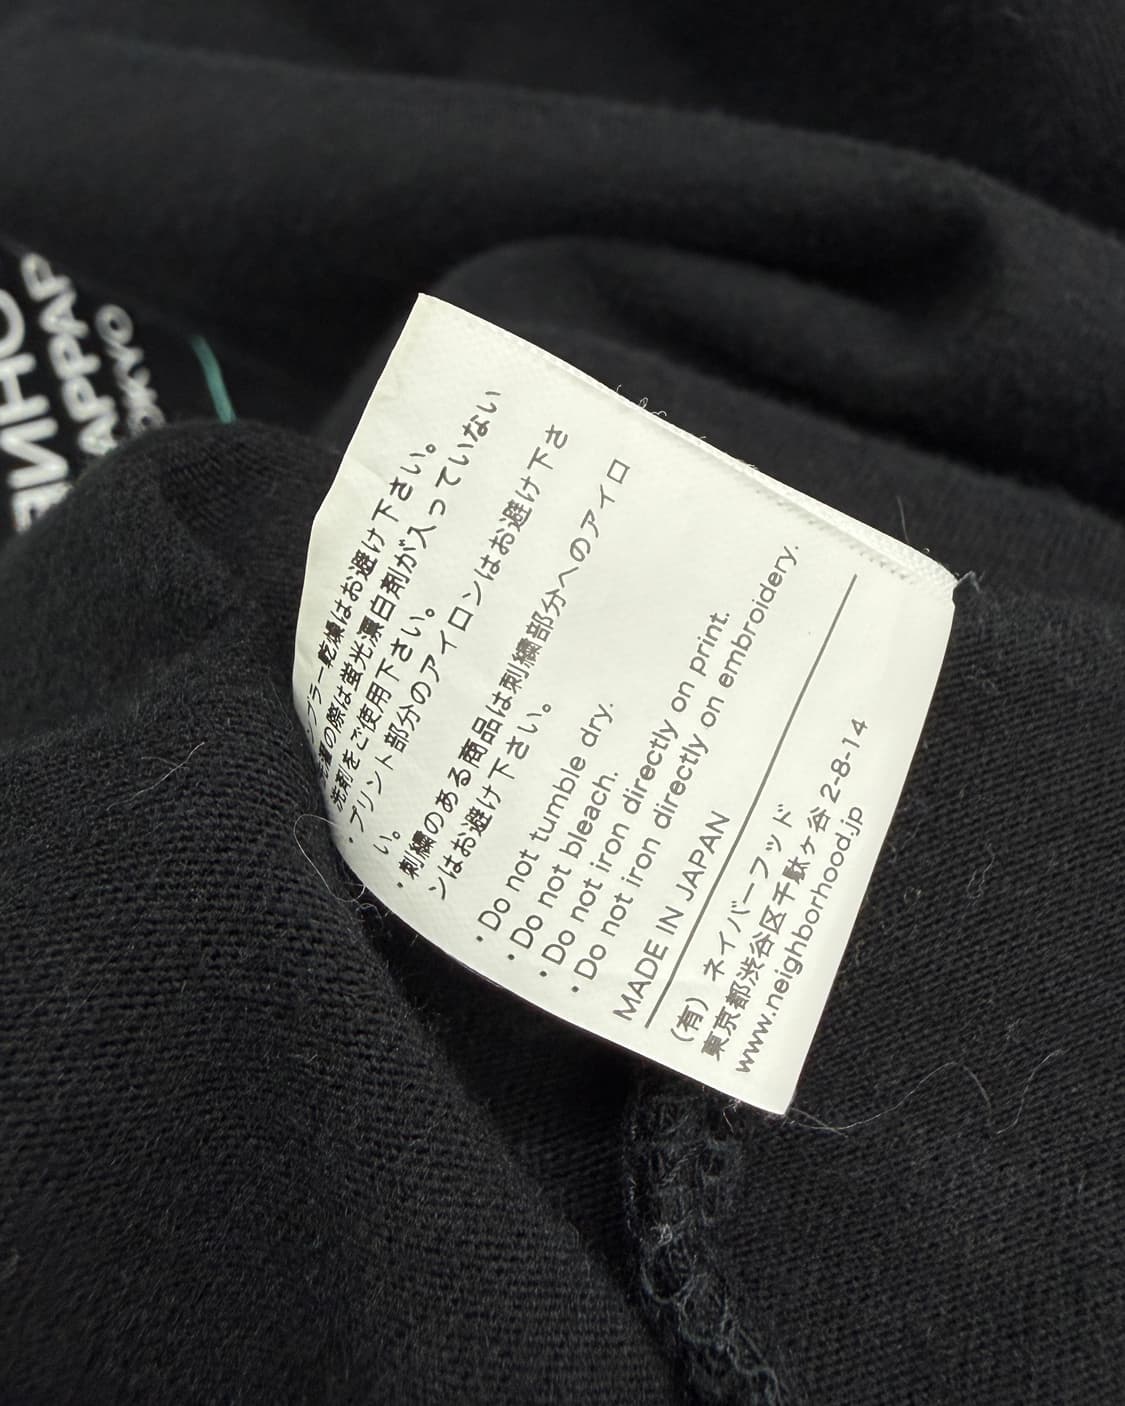 ンブラー乾燥はお避け下さい。
洗濯の際は蛍光漂白剤が入っていない
洗剤をご使用下さい。
・プリント部分のアイロンはお避け下さ
い。
・刺繍のある商品は刺繍部分へのアイロ
ンはお避け下さい。
・Do not tumble dry.
・Do not bleach.
・Do not iron directly on print.
・Do not iron directly on embroidery.
MADE IN JAPAN
(有) ネイバーフッド
東京都渋谷区千駄ヶ谷 2-8-14
www.neighborhood.jp